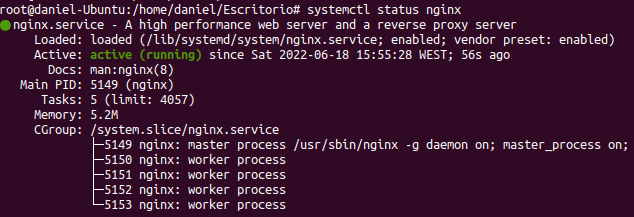 root@daniel-Ubuntu:/home/daniel/Escritorio# systemctl status nginx
●nginx.service - A high performance web server and a reverse proxy server
Loaded: loaded (/lib/systemd/system/nginx.service; enabled; vendor preset: enabled)
Active: active (running) since Sat 2022-06-18 15:55:28 WEST; 56s ago
Docs: man:nginx(8)
Main PID: 5149 (nginx)
Tasks: 5 (limit: 4057)
Memory: 5.2M
CGroup: /system.slice/nginx.service
├─5149 nginx: master process /usr/sbin/nginx -g daemon on; master_process on;
├─5150 nginx: worker process
├─5151 nginx: worker process
├─5152 nginx: worker process
└─5153 nginx: worker process